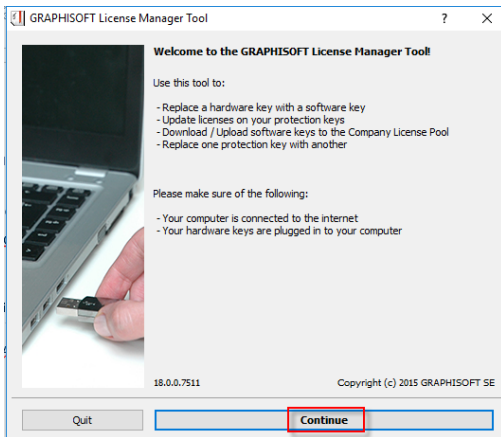 GRAPHISOFT License Manager Tool
Welcome to the GRAPHISOFT License Manager Tool!
Use this tool to:
- Replace a hardware key with a software key
- Update licenses on your protection keys
- Download / Upload software keys to the Company License Pool
- Replace one protection key with another
Please make sure of the following:
- Your computer is connected to the internet
- Your hardware keys are plugged in to your computer
18.0.0.7511 Copyright (c) 2015 GRAPHISOFT SE
Quit Continue